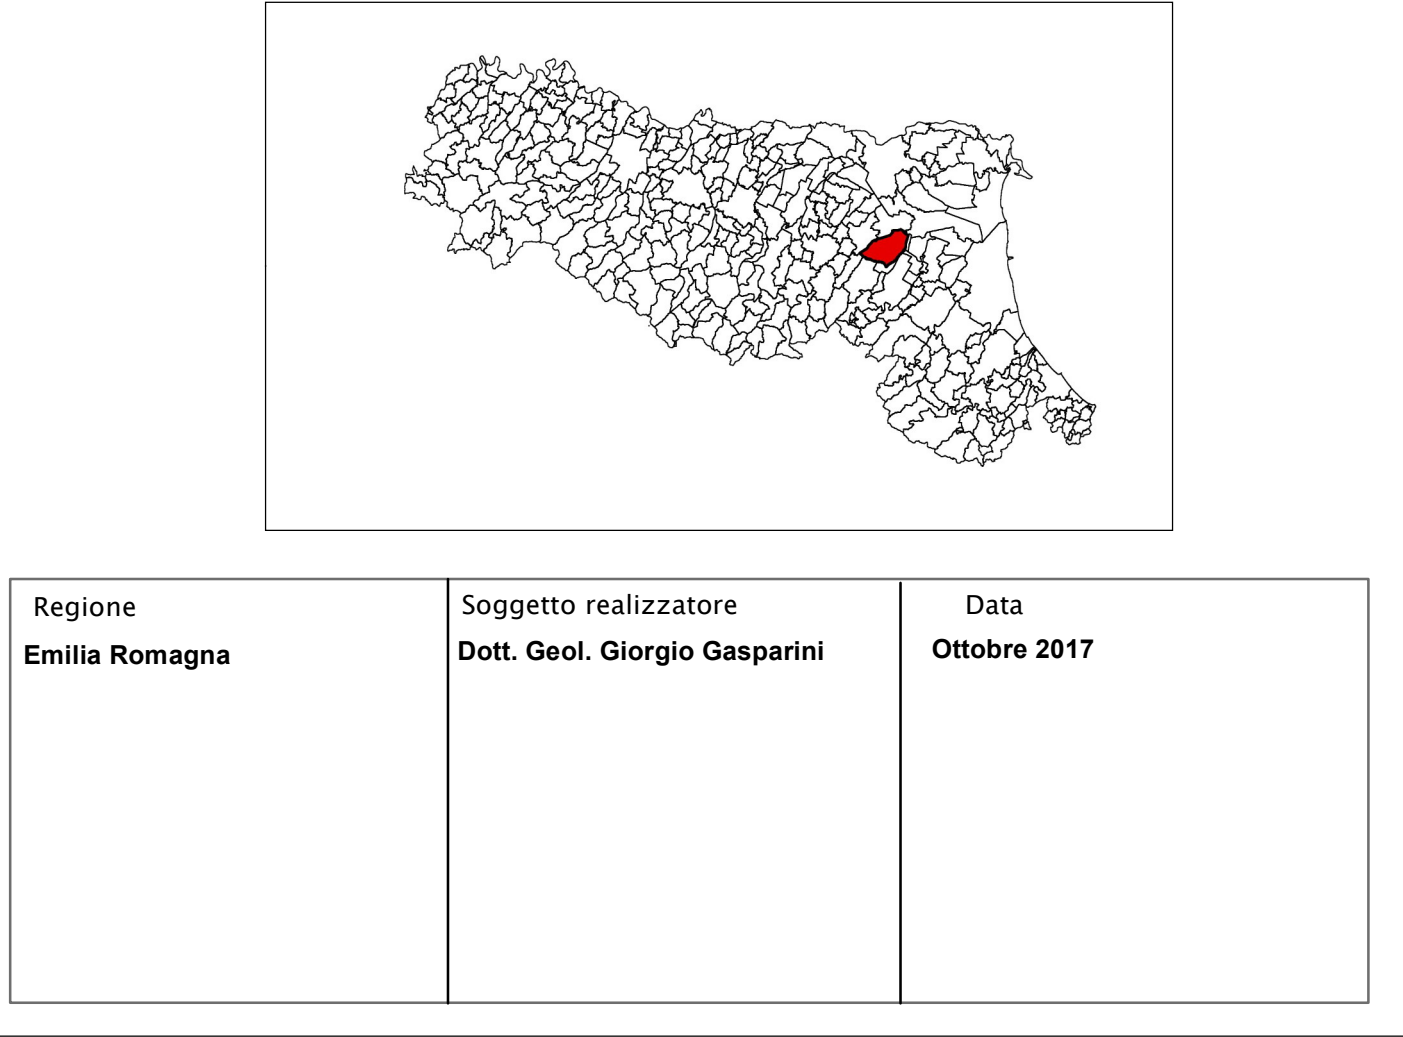 Regione
Emilia Romagna
Soggetto realizzatore
Dott. Geol. Giorgio Gasparini
Data
Ottobre 2017